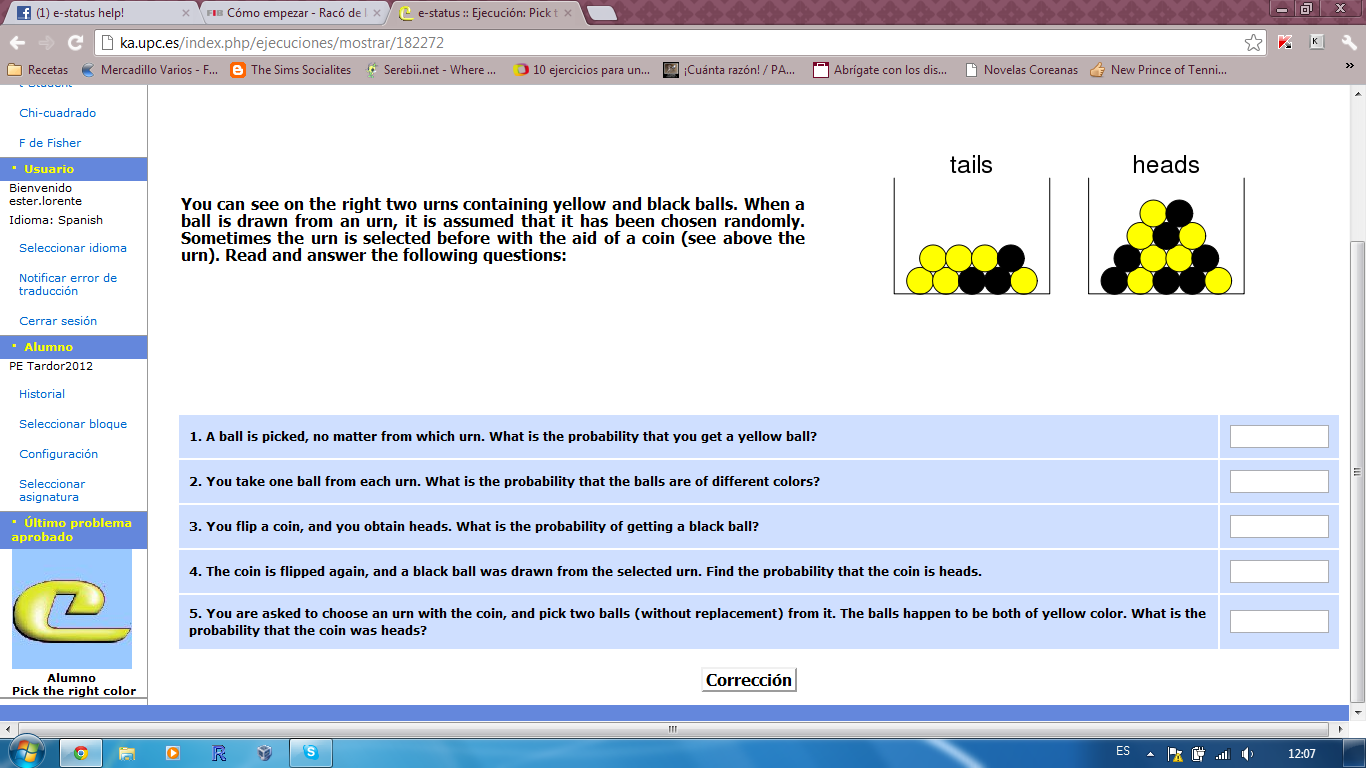 (1) e-status help!
Cómo empezar - Racó de l
e-status :: Ejecución: Pick t
ka.upc.es/index.php/ejecuciones/mostrar/182272
Recetas
Mercadillo Varios - F...
The Sims Socialites
Serebii.net - Where ...
10 ejercicios para un...
¡Cuánta razón! / PA...
Abrígate con los dis...
Novelas Coreanas
New Prince of Tenni...
»
t-Student
Chi-cuadrado
F de Fisher
Usuario
Bienvenido
ester.lorente
Idioma: Spanish
Seleccionar idioma
Notificar error de
traducción
Cerrar sesión
Alumno
PE Tardor2012
Historial
Seleccionar bloque
Configuración
Seleccionar
asignatura
Último problema
aprobado
Alumno
Pick the right color
You can see on the right two urns containing yellow and black balls. When a
ball is drawn from an urn, it is assumed that it has been chosen randomly.
Sometimes the urn is selected before with the aid of a coin (see above the
urn). Read and answer the following questions:
tails
heads
1. A ball is picked, no matter from which urn. What is the probability that you get a yellow ball?
2. You take one ball from each urn. What is the probability that the balls are of different colors?
3. You flip a coin, and you obtain heads. What is the probability of getting a black ball?
4. The coin is flipped again, and a black ball was drawn from the selected urn. Find the probability that the coin is heads.
5. You are asked to choose an urn with the coin, and pick two balls (without replacement) from it. The balls happen to be both of yellow color. What is the
probability that the coin was heads?
Corrección
ES
12:07